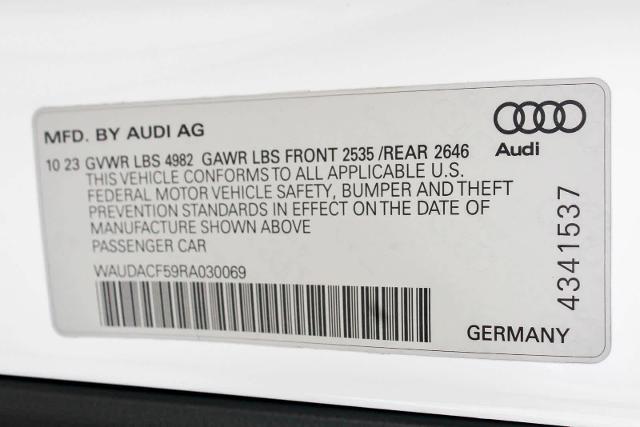 MFD. BY AUDI AG
10 23 GVWR LBS 4982 GAWR LBS FRONT 2535 /REAR 2646
THIS VEHICLE CONFORMS TO ALL APPLICABLE U.S.
FEDERAL MOTOR VEHICLE SAFETY, BUMPER AND THEFT
PREVENTION STANDARDS IN EFFECT ON THE DATE OF
MANUFACTURE SHOWN ABOVE
PASSENGER CAR
WAUDACF59RA030069
Audi
4341537
GERMANY